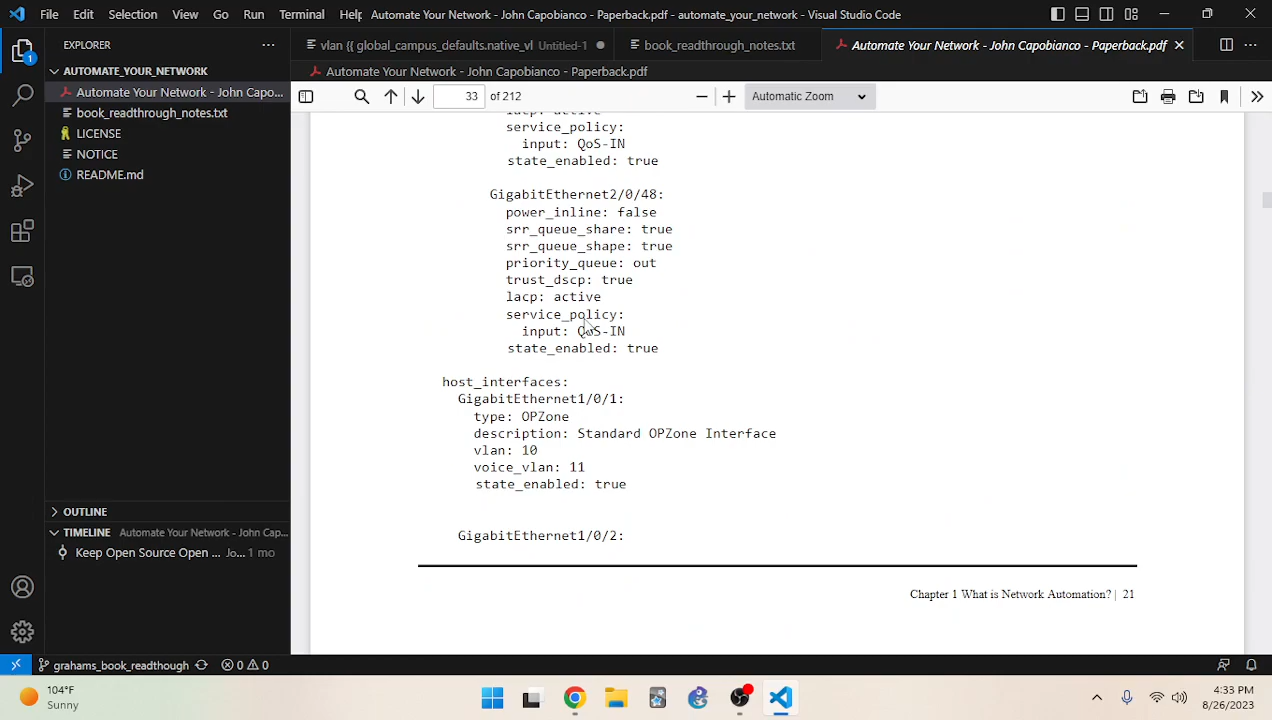 File Edit Selection View Go Run Terminal Help Automate Your Network - John Capobianco - Paperback.pdf - automate_your_network - Visual Studio Code
EXPLORER
vlan {{ global_campus_defaults.native_vl Untitled-1
book_readthrough_notes.txt
Automate Your Network - John Capobianco - Paperback.pdf
AUTOMATE_YOUR_NETWORK
Automate Your Network - John Capobianco - Paperback.pdf
Automate Your Network - John Capo...
book_readthrough_notes.txt
LICENSE
NOTICE
README.md
33 of 212
Automatic Zoom
service_policy:
input: QoS-IN
state_enabled: true
GigabitEthernet2/0/48:
power_inline: false
srr_queue_share: true
srr_queue_shape: true
priority_queue: out
trust_dscp: true
lacp: active
service_policy:
input: QoS-IN
state_enabled: true
host_interfaces:
GigabitEthernet1/0/1:
type: OPZone
description: Standard OPZone Interface
vlan: 10
voice_vlan: 11
state_enabled: true
GigabitEthernet1/0/2:
Chapter 1 What is Network Automation? | 21
OUTLINE
TIMELINE Automate Your Network - John Cap...
Keep Open Source Open ... Jo... 1 mo
1
grahams_book_readthough 0 0
104°F
Sunny
4:33 PM
8/26/2023